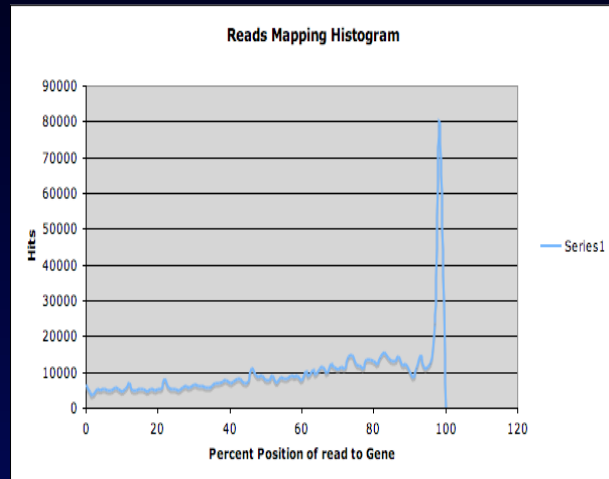 Reads Mapping Histogram
90000
80000
70000
60000
50000
40000
30000
20000
10000
0
Hits
0 20 40 60 80 100 120
Percent Position of read to Gene
Series1